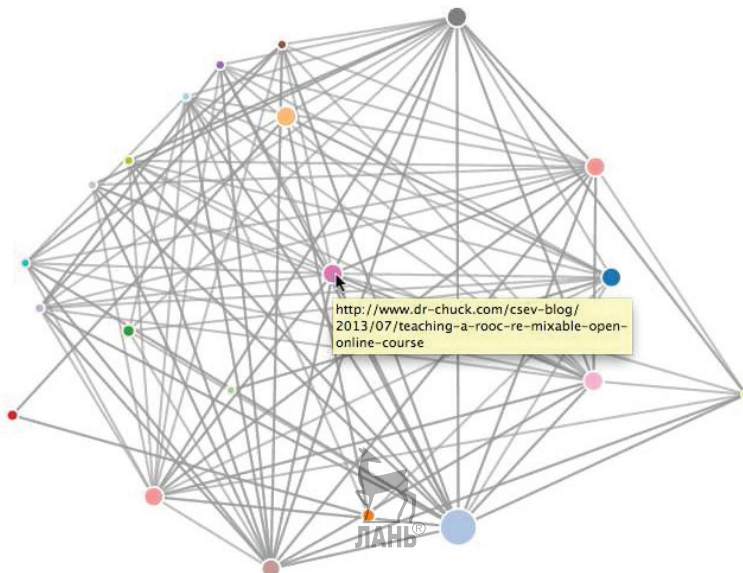 http://www.dr-chuck.com/csev-blog/
2013/07/teaching-a-rooc-re-mixable-open-
online-course
ЛАНЬ®